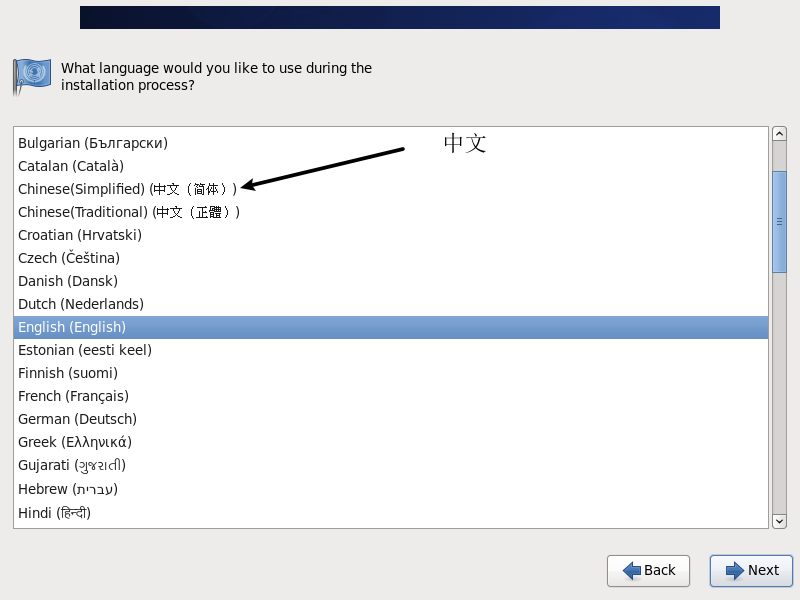 What language would you like to use during the
installation process?
Bulgarian (Български)
中文
Catalan (Català)
Chinese(Simplified) (中文（简体）)
Chinese(Traditional) (中文（正體）)
Croatian (Hrvatski)
Czech (Čeština)
Danish (Dansk)
Dutch (Nederlands)
English (English)
Estonian (eesti keel)
Finnish (suomi)
French (Français)
German (Deutsch)
Greek (Ελληνικά)
Gujarati (ગુજરાતી)
Hebrew (עברית)
Hindi (हिन्दी)
Back
Next